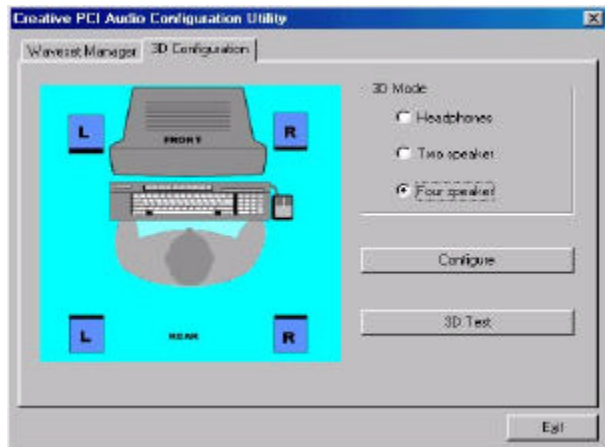 Creative PCI Audio Configuration Utility
Waveset Manager
3D Configuration
L
FRONT
R
L
REAR
R
3D Mode
Headphones
Two speaker
Four speaker
Configure
3D Test
Exit